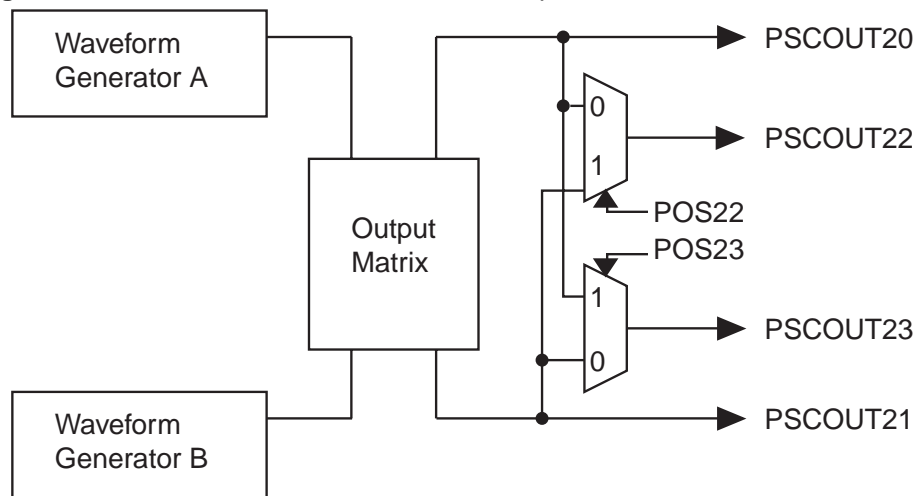 Waveform
Generator A
PSCOUT20
0
PSCOUT22
1
POS22
Output
Matrix
POS23
1
PSCOUT23
0
Waveform
Generator B
PSCOUT21